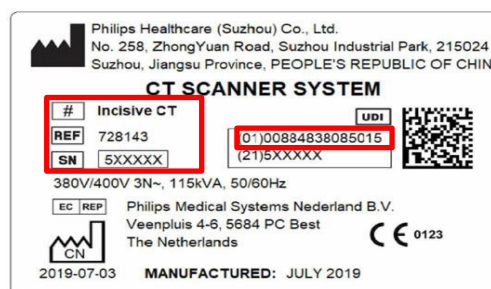 Philips Healthcare (Suzhou) Co., Ltd.
No. 258, ZhongYuan Road, Suzhou Industrial Park, 215024
Suzhou, Jiangsu Province, PEOPLE'S REPUBLIC OF CHIN
CT SCANNER SYSTEM
# Incisive CT
UDI
REF 728143
(01)00884838085015
SN 5XXXXX
(21)5XXXXX
380V/400V 3N~, 115kVA, 50/60Hz
EC REP Philips Medical Systems Nederland B.V.
Veenpluis 4-6, 5684 PC Best
The Netherlands
CN
CE 0123
2019-07-03 MANUFACTURED: JULY 2019